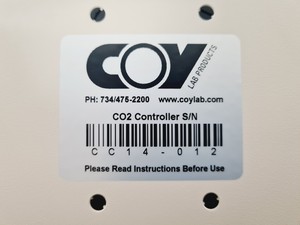 COY
LAB PRODUCTS
PH: 734/475-2200 www.coylab.com
CO2 Controller S/N
CC14-012
Please Read Instructions Before Use